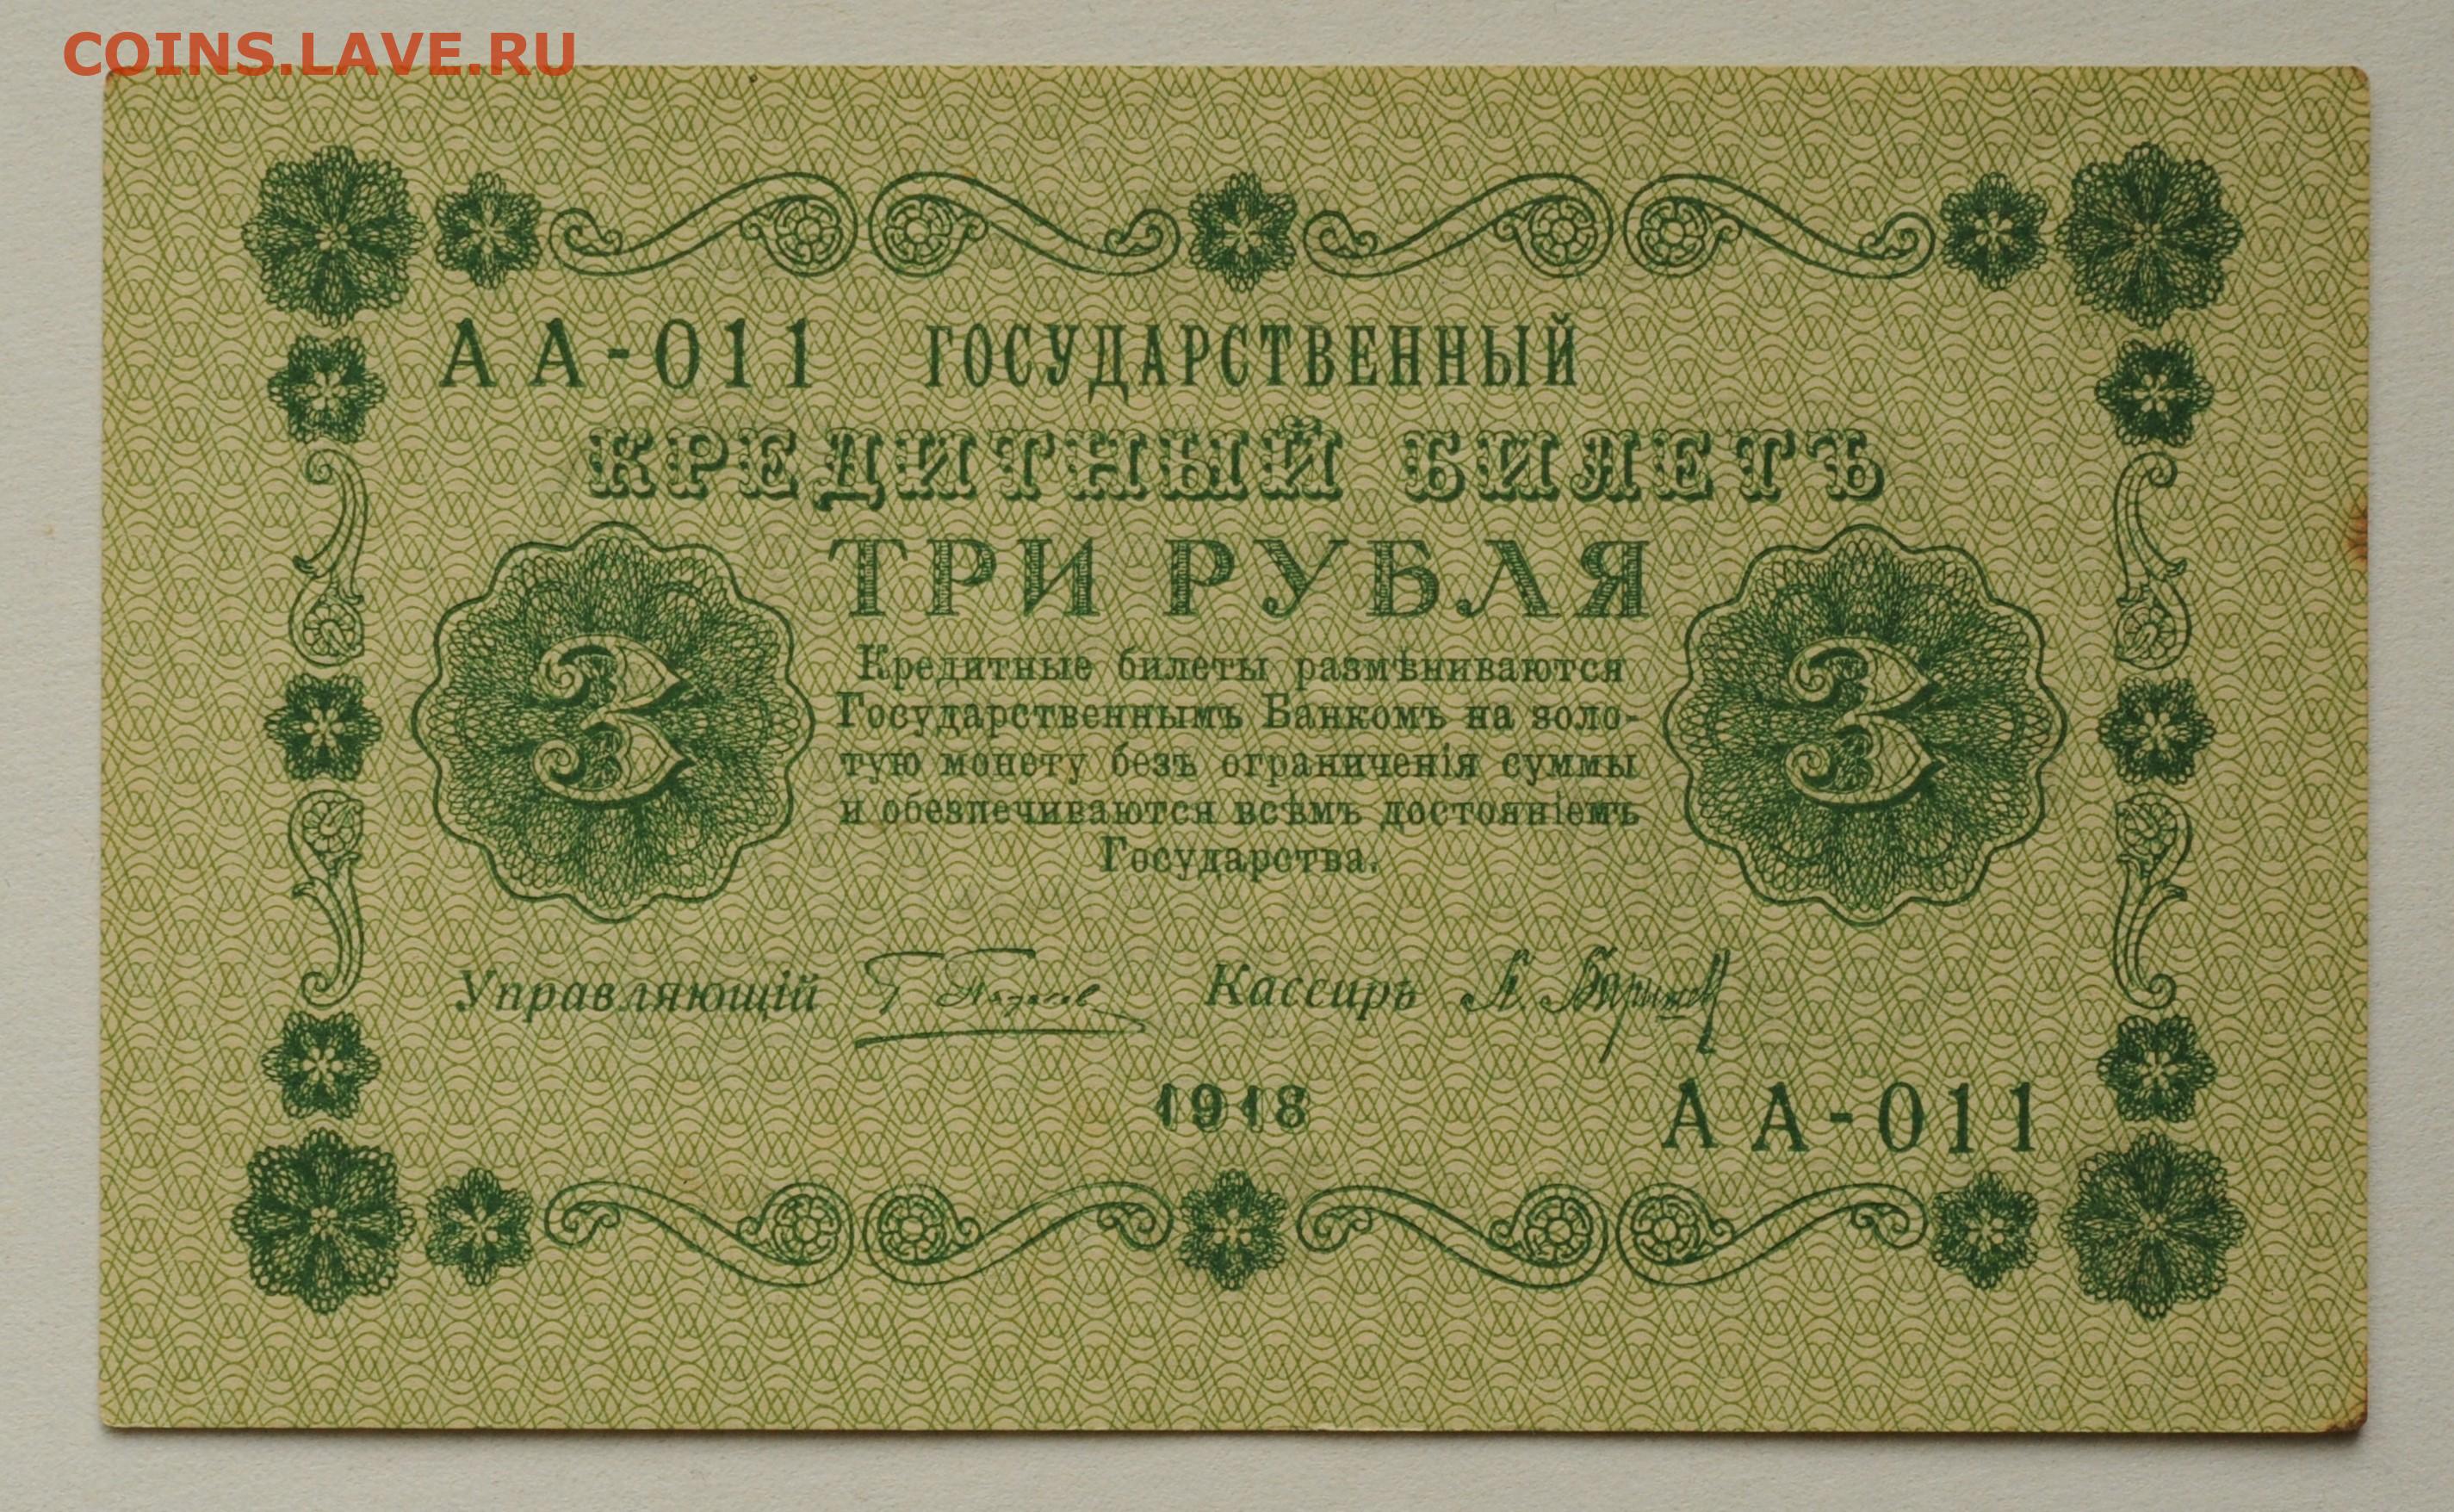 COINS.LAVE.RU
АА-011 ГОСУДАРСТВЕННЫЙ
КРЕДИТНЫЙ БИЛЕТЪ
ТРИ РУБЛЯ
3 3
Кредитные билеты размѣниваются
Государственнымъ Банкомъ на золо-
тую монету безъ ограниченія суммы
и обезпечиваются всѣмъ достояніемъ
Государства.
Управляющій Кассиръ
1918 АА-011